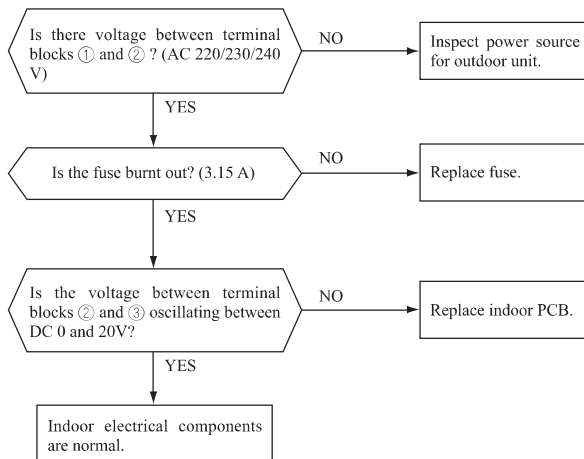 Is there voltage between terminal
blocks ① and ② ? (AC 220/230/240
V)
NO
Inspect power source
for outdoor unit.
YES
Is the fuse burnt out? (3.15 A)
NO
Replace fuse.
YES
Is the voltage between terminal
blocks ② and ③ oscillating between
DC 0 and 20V?
NO
Replace indoor PCB.
YES
Indoor electrical components
are normal.